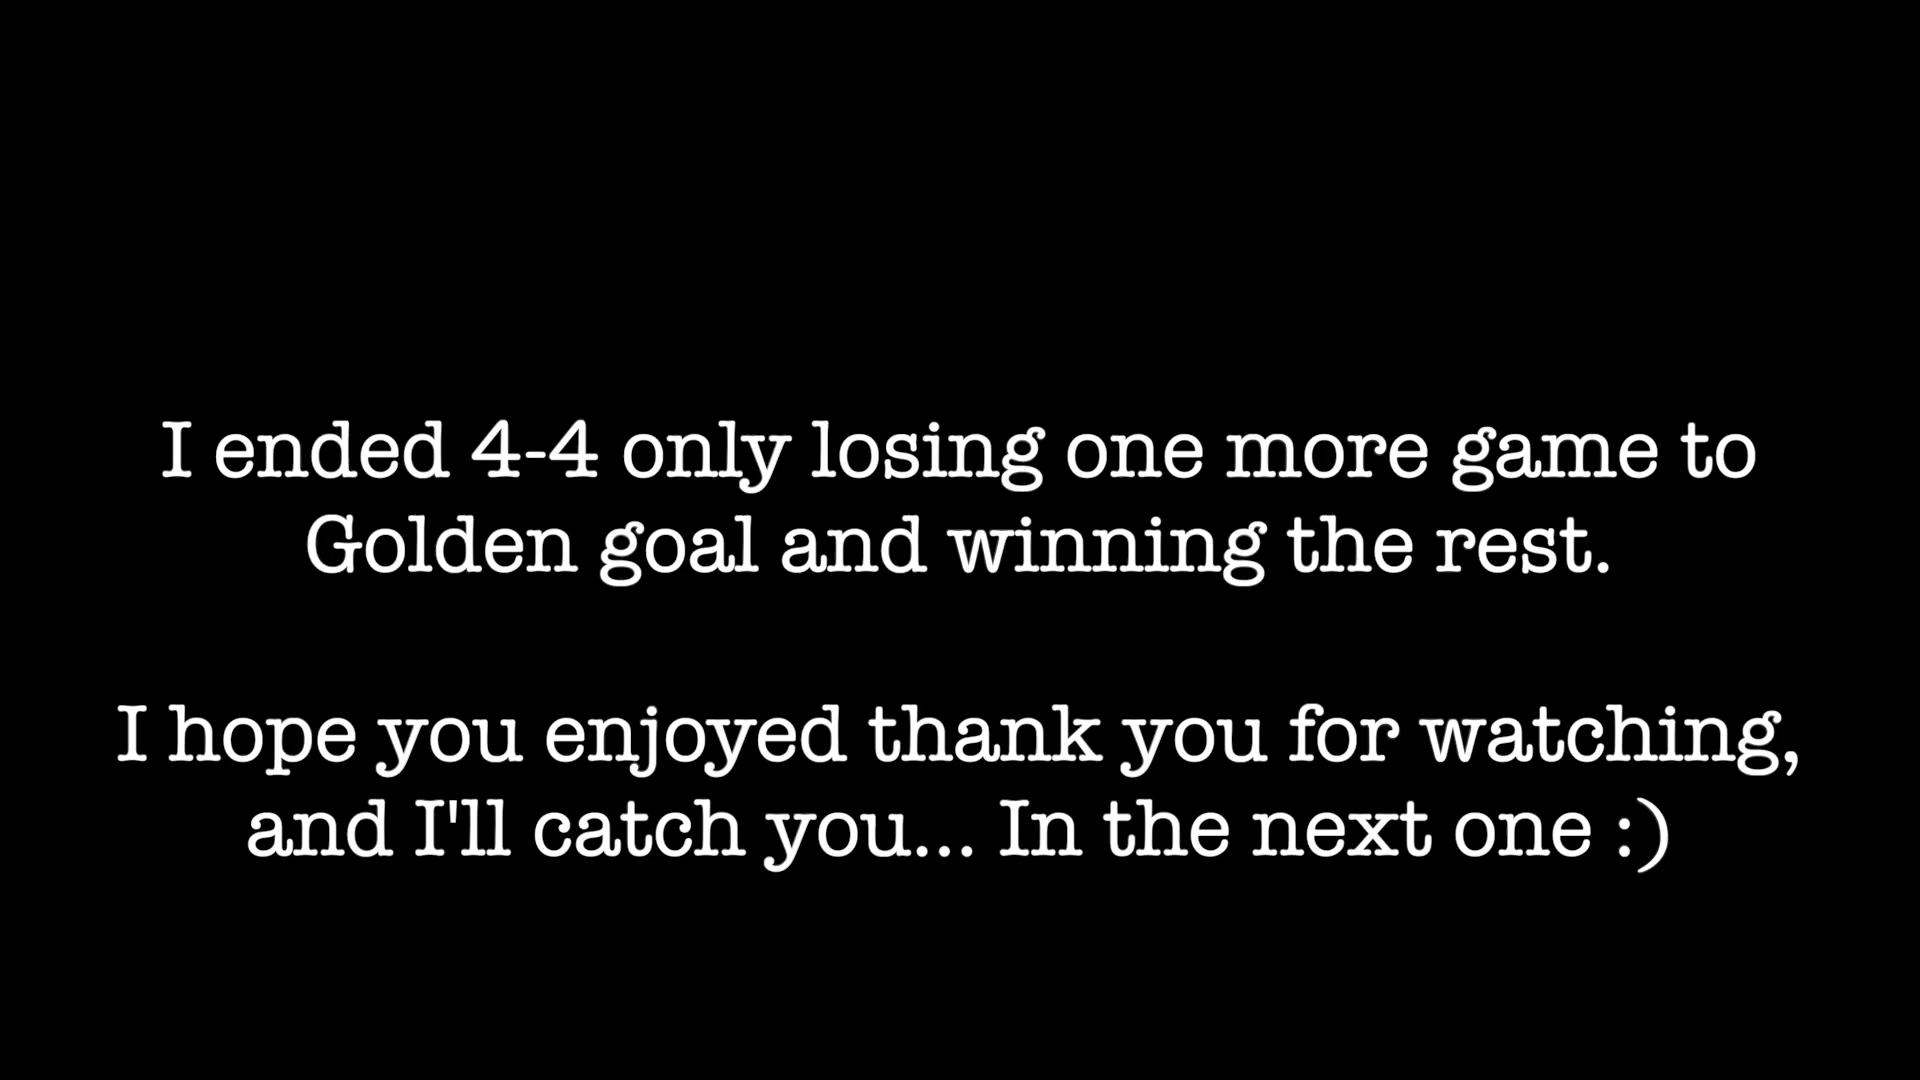 I ended 4-4 only losing one more game to
Golden goal and winning the rest.
I hope you enjoyed thank you for watching,
and I'll catch you... In the next one :)